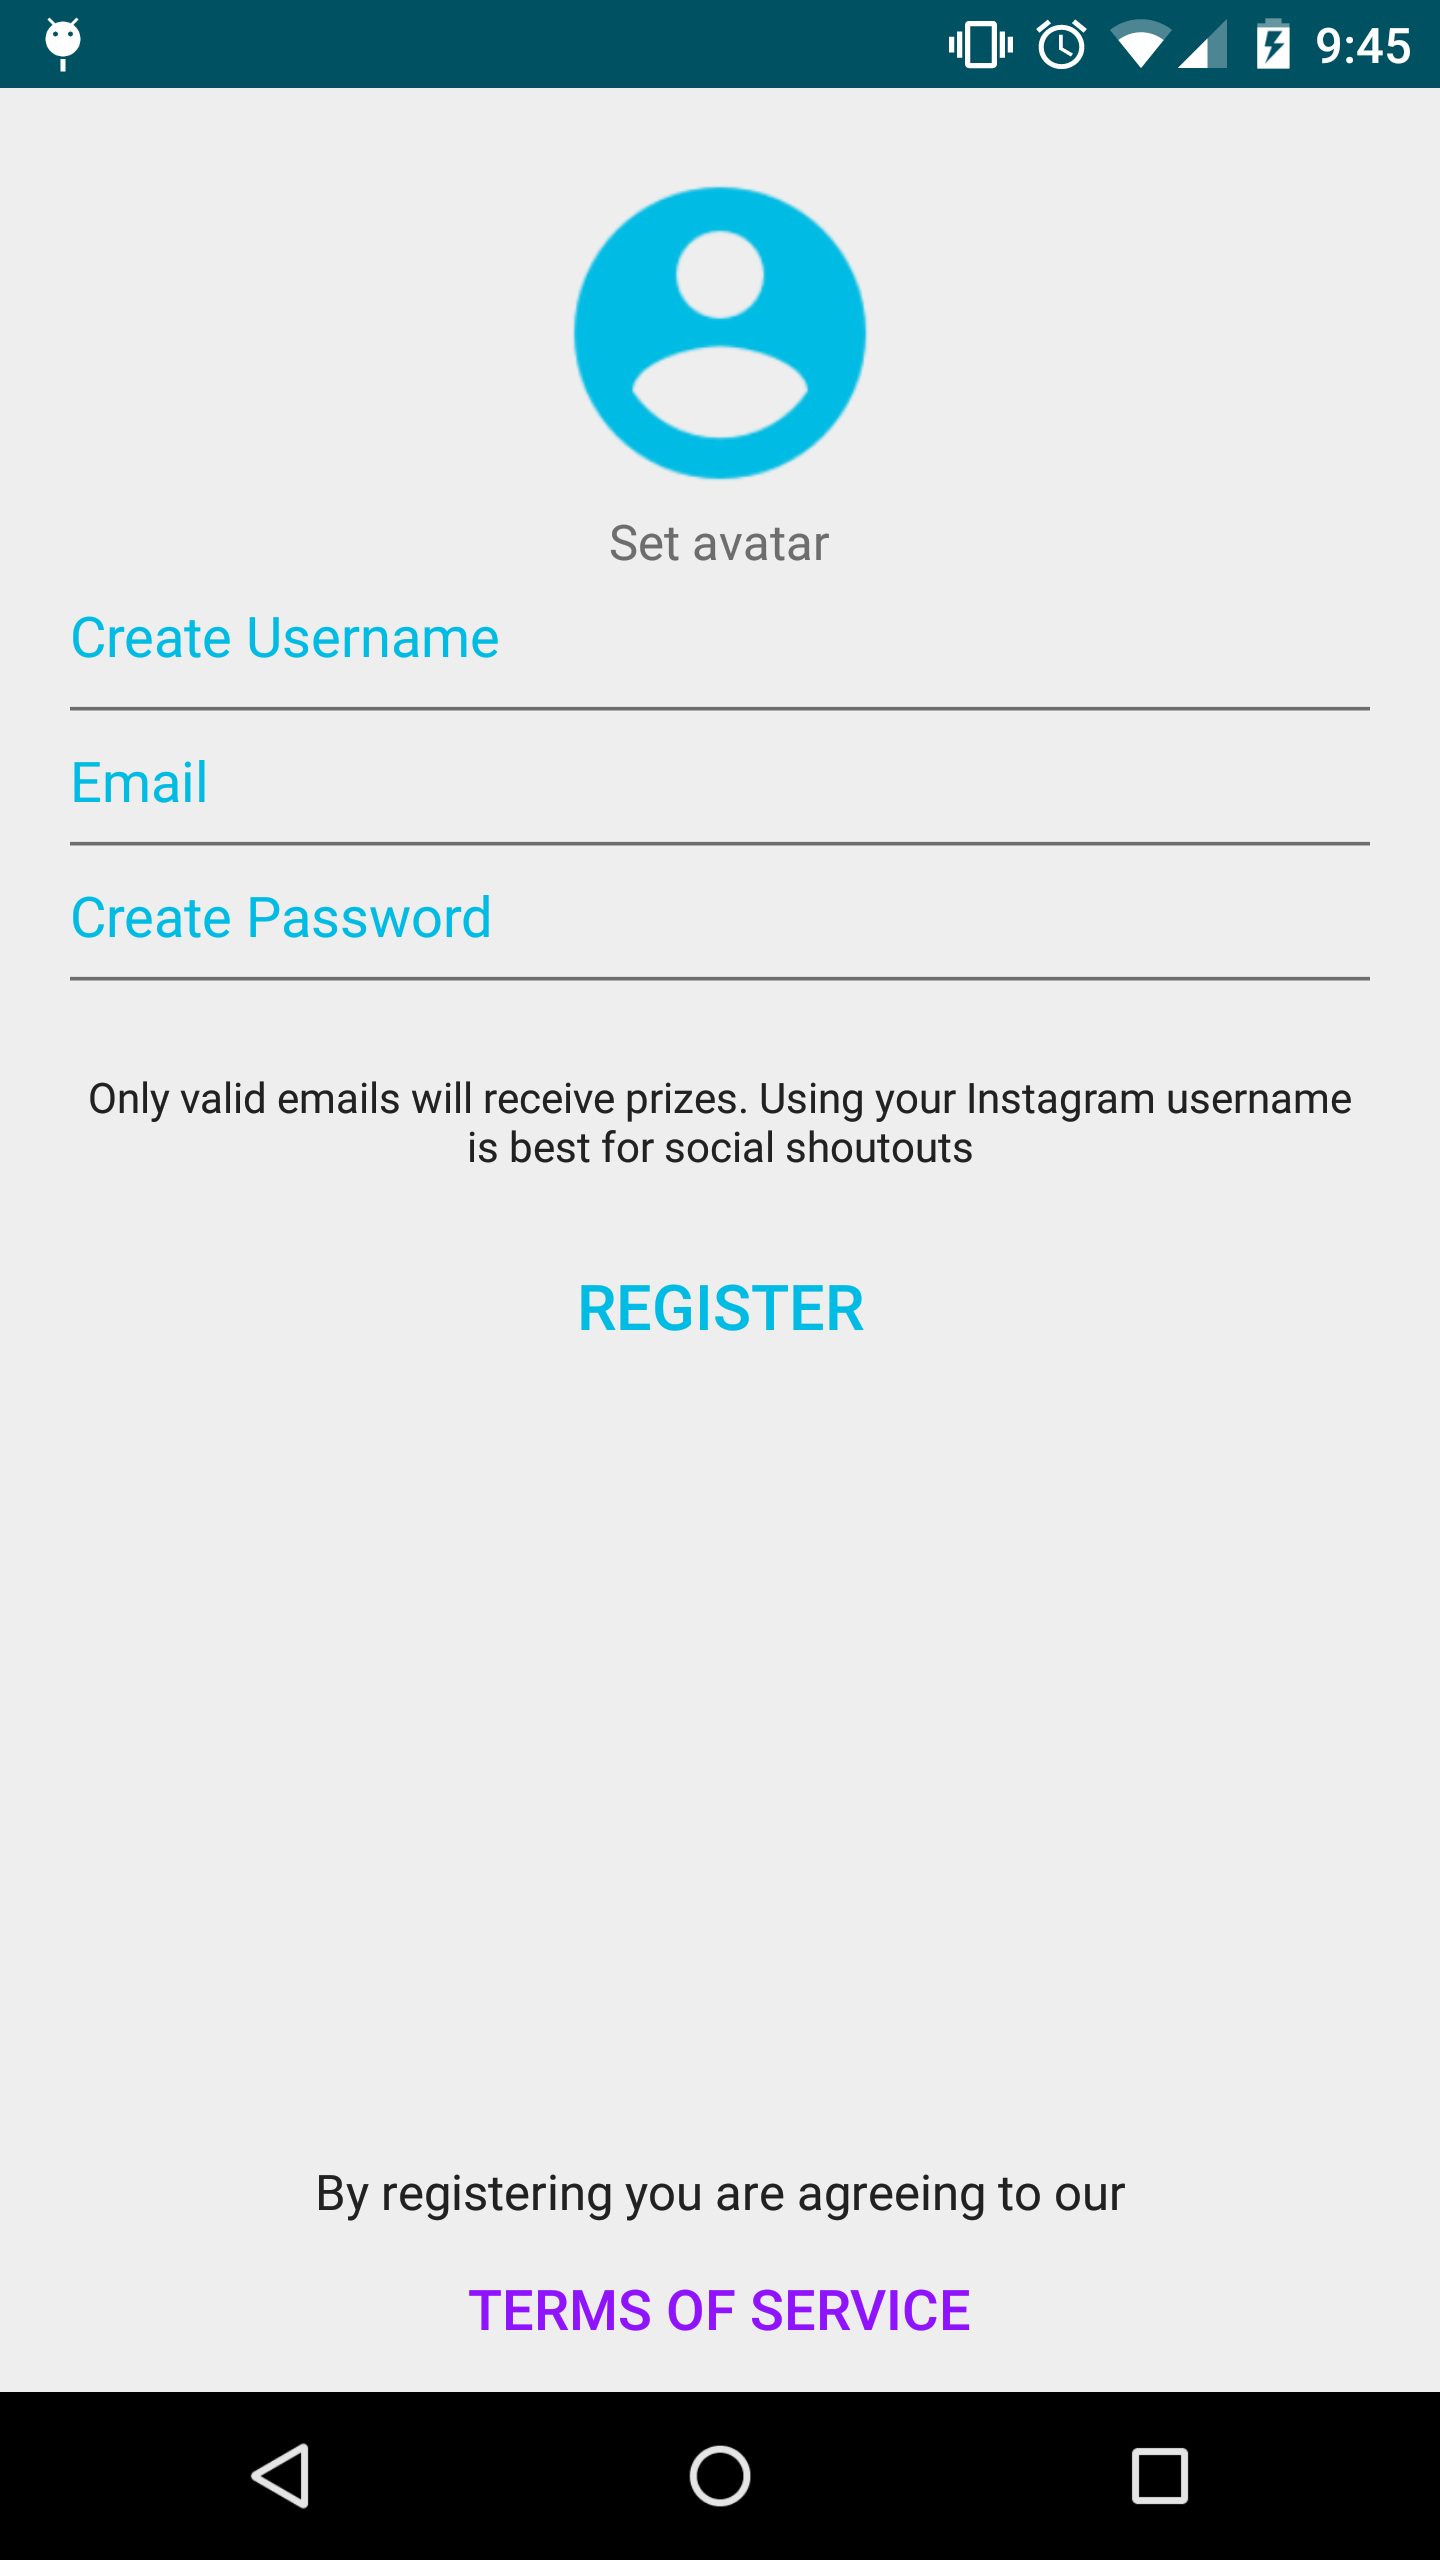 9:45
Set avatar
Create Username
Email
Create Password
Only valid emails will receive prizes. Using your Instagram username
is best for social shoutouts
REGISTER
By registering you are agreeing to our
TERMS OF SERVICE